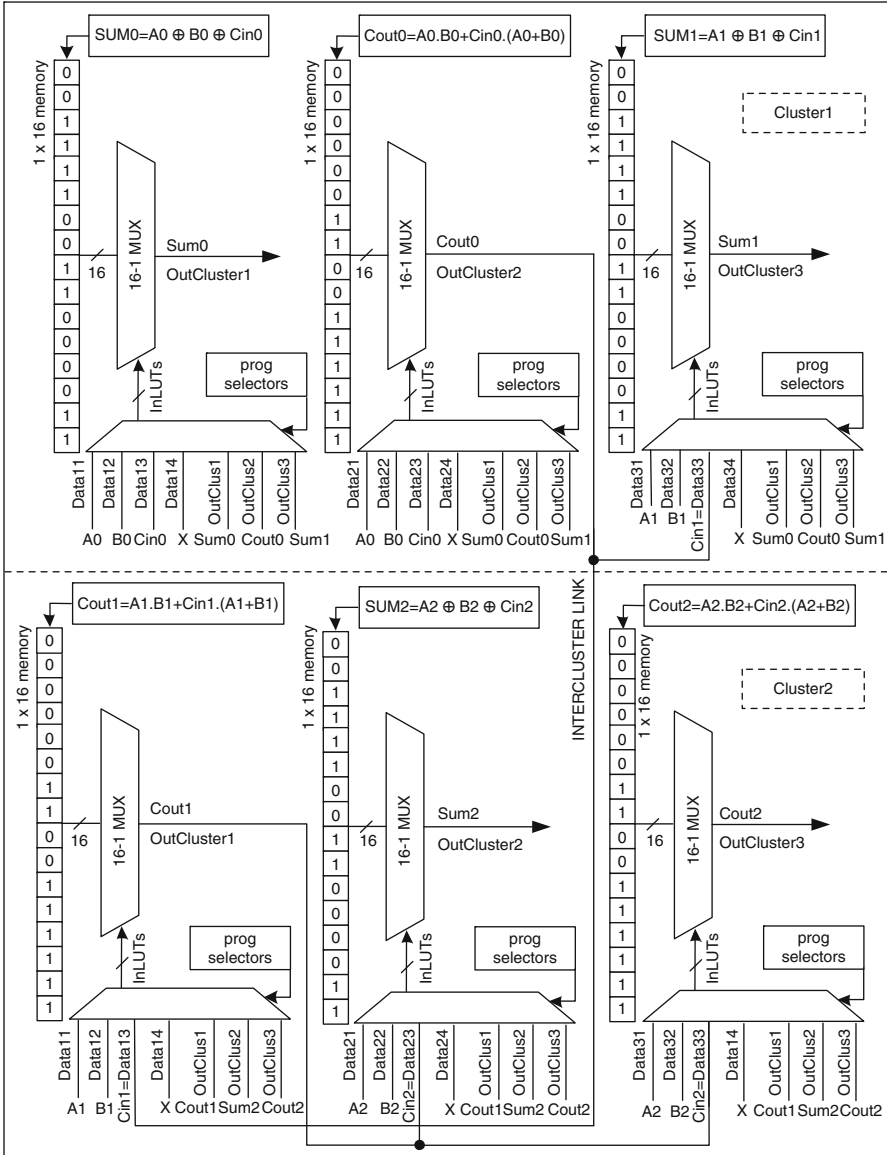 SUM0=A0 ⊕ B0 ⊕ Cin0
1 x 16 memory
0
0
1
1
1
1
0
0
1
1
0
0
0
0
1
1
16
16-1 MUX
Sum0
OutCluster1
InLUTs
prog
selectors
Data11
Data12
Data13
Data14
OutClus1
OutClus2
OutClus3
A0 B0 Cin0 X Sum0 Cout0 Sum1
Cout0=A0.B0+Cin0.(A0+B0)
1 x 16 memory
0
0
0
0
0
0
1
1
0
0
1
1
1
1
1
1
16
16-1 MUX
Cout0
OutCluster2
InLUTs
prog
selectors
Data21
Data22
Data23
Data24
OutClus1
OutClus2
OutClus3
A0 B0 Cin0 X Sum0 Cout0 Sum1
SUM1=A1 ⊕ B1 ⊕ Cin1
Cluster1
1 x 16 memory
0
0
1
1
1
1
0
0
1
1
0
0
0
0
1
1
16
16-1 MUX
Sum1
OutCluster3
InLUTs
prog
selectors
Data31
Data32
Cin1=Data33
Data34
OutClus1
OutClus2
OutClus3
A1 B1 X Sum0 Cout0 Sum1
INTERCLUSTER LINK
Cout1=A1.B1+Cin1.(A1+B1)
1 x 16 memory
0
0
0
0
0
0
1
1
0
0
1
1
1
1
1
1
16
16-1 MUX
Cout1
OutCluster1
InLUTs
prog
selectors
Data11
Data12
Cin1=Data13
Data14
OutClus1
OutClus2
OutClus3
A1 B1 X Cout1 Sum2 Cout2
SUM2=A2 ⊕ B2 ⊕ Cin2
1 x 16 memory
0
0
1
1
1
1
0
0
1
1
0
0
0
0
1
1
16
16-1 MUX
Sum2
OutCluster2
InLUTs
prog
selectors
Data21
Data22
Cin2=Data23
Data24
OutClus1
OutClus2
OutClus3
A2 B2 X Cout1 Sum2 Cout2
Cout2=A2.B2+Cin2.(A2+B2)
Cluster2
1 x 16 memory
0
0
0
0
0
0
1
1
0
0
1
1
1
1
1
1
16
16-1 MUX
Cout2
OutCluster3
InLUTs
prog
selectors
Data31
Data32
Cin2=Data33
Data14
OutClus1
OutClus2
OutClus3
A2 B2 X Cout1 Sum2 Cout2